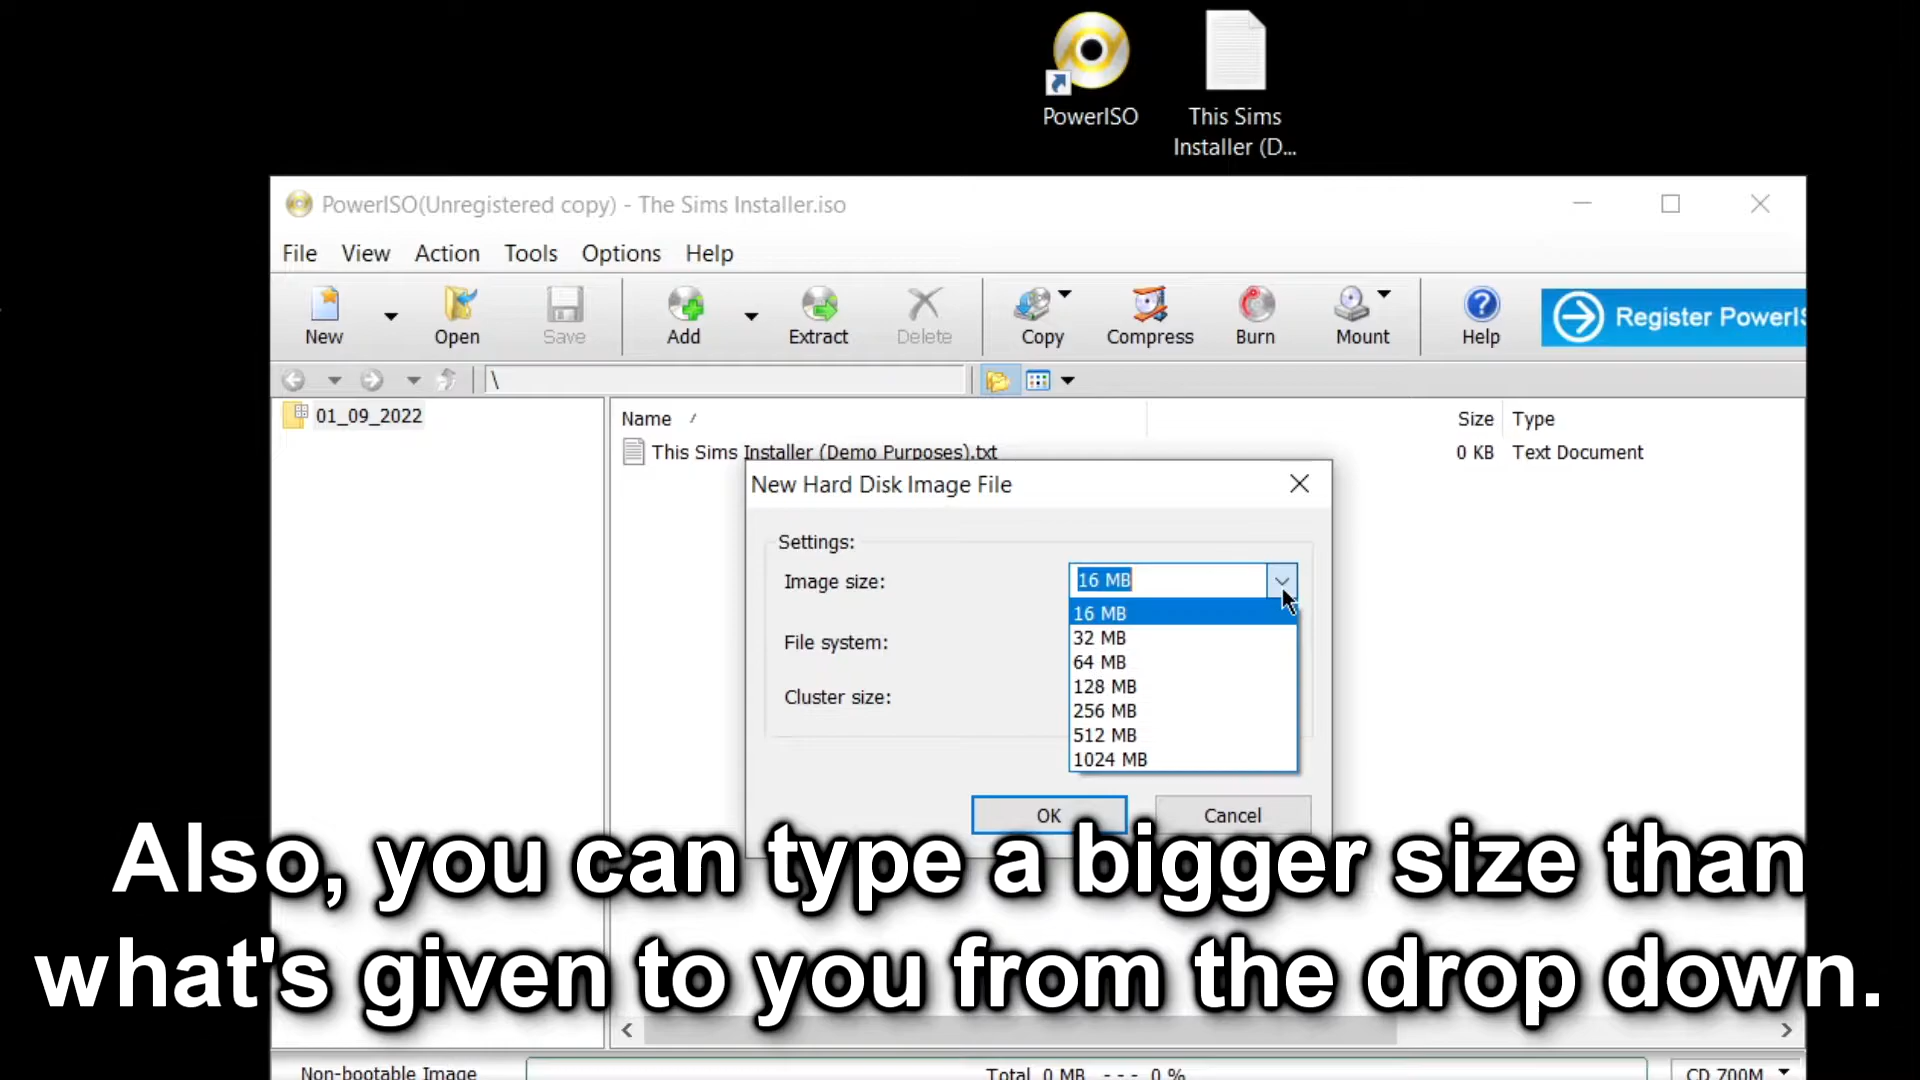 PowerISO
This Sims
Installer (D...
PowerISO(Unregistered copy) - The Sims Installer.iso
File View Action Tools Options Help
New Open Save Add Extract Delete Copy Compress Burn Mount Help Register PowerIS
\
01_09_2022
Name Size Type
This Sims Installer (Demo Purposes).txt 0 KB Text Document
New Hard Disk Image File
Settings:
Image size: 16 MB
16 MB
32 MB
File system:
64 MB
128 MB
Cluster size:
256 MB
512 MB
1024 MB
OK Cancel
Also, you can type a bigger size than
what's given to you from the drop down.
Non-bootable Image Total 0 MB - - - 0 % CD 700M